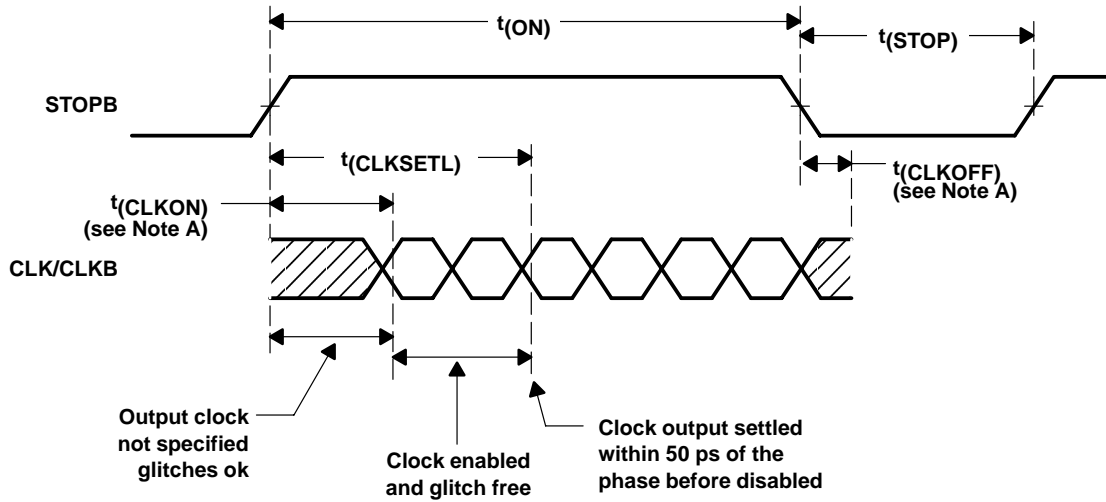 t(ON)
t(STOP)
STOPB
t(CLKSETL)
t(CLKOFF)
(see Note A)
t(CLKON)
(see Note A)
CLK/CLKB
Output clock
not specified
glitches ok
Clock enabled
and glitch free
Clock output settled
within 50 ps of the
phase before disabled